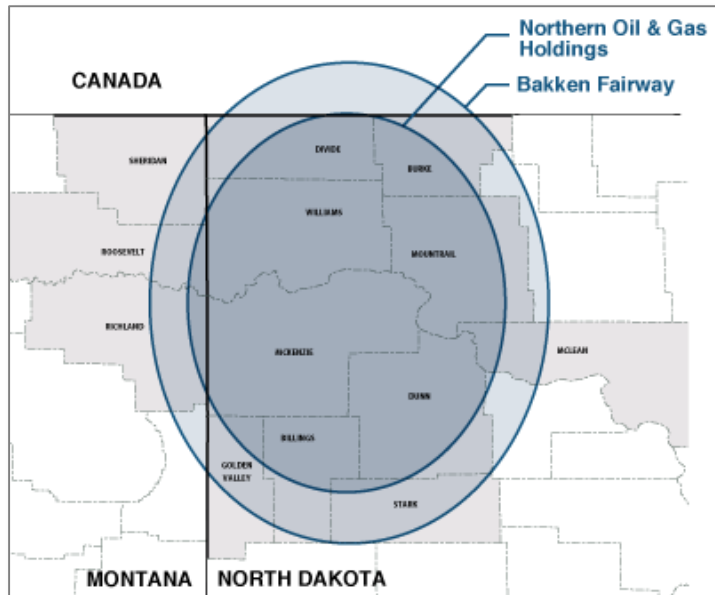 Northern Oil & Gas
Holdings
CANADA
Bakken Fairway
DIVIDE
SHERIDAN
BURKE
WILLIAMS
ROOSEVELT
MOUNTRAIL
RICHLAND
MCKENZIE
MCLEAN
DUNN
BILLINGS
GOLDEN
VALLEY
STARK
MONTANA
NORTH DAKOTA